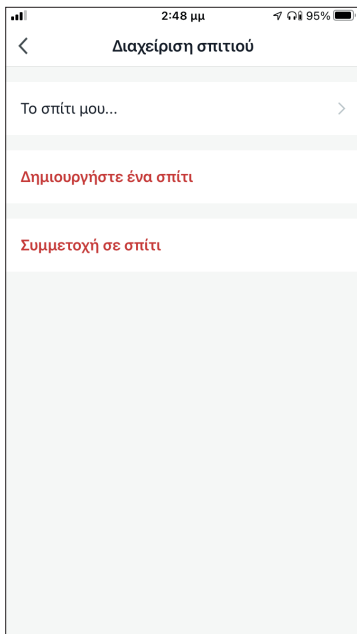 2:48 μμ 95%
Διαχείριση σπιτιού
Το σπίτι μου...
Δημιουργήστε ένα σπίτι
Συμμετοχή σε σπίτι